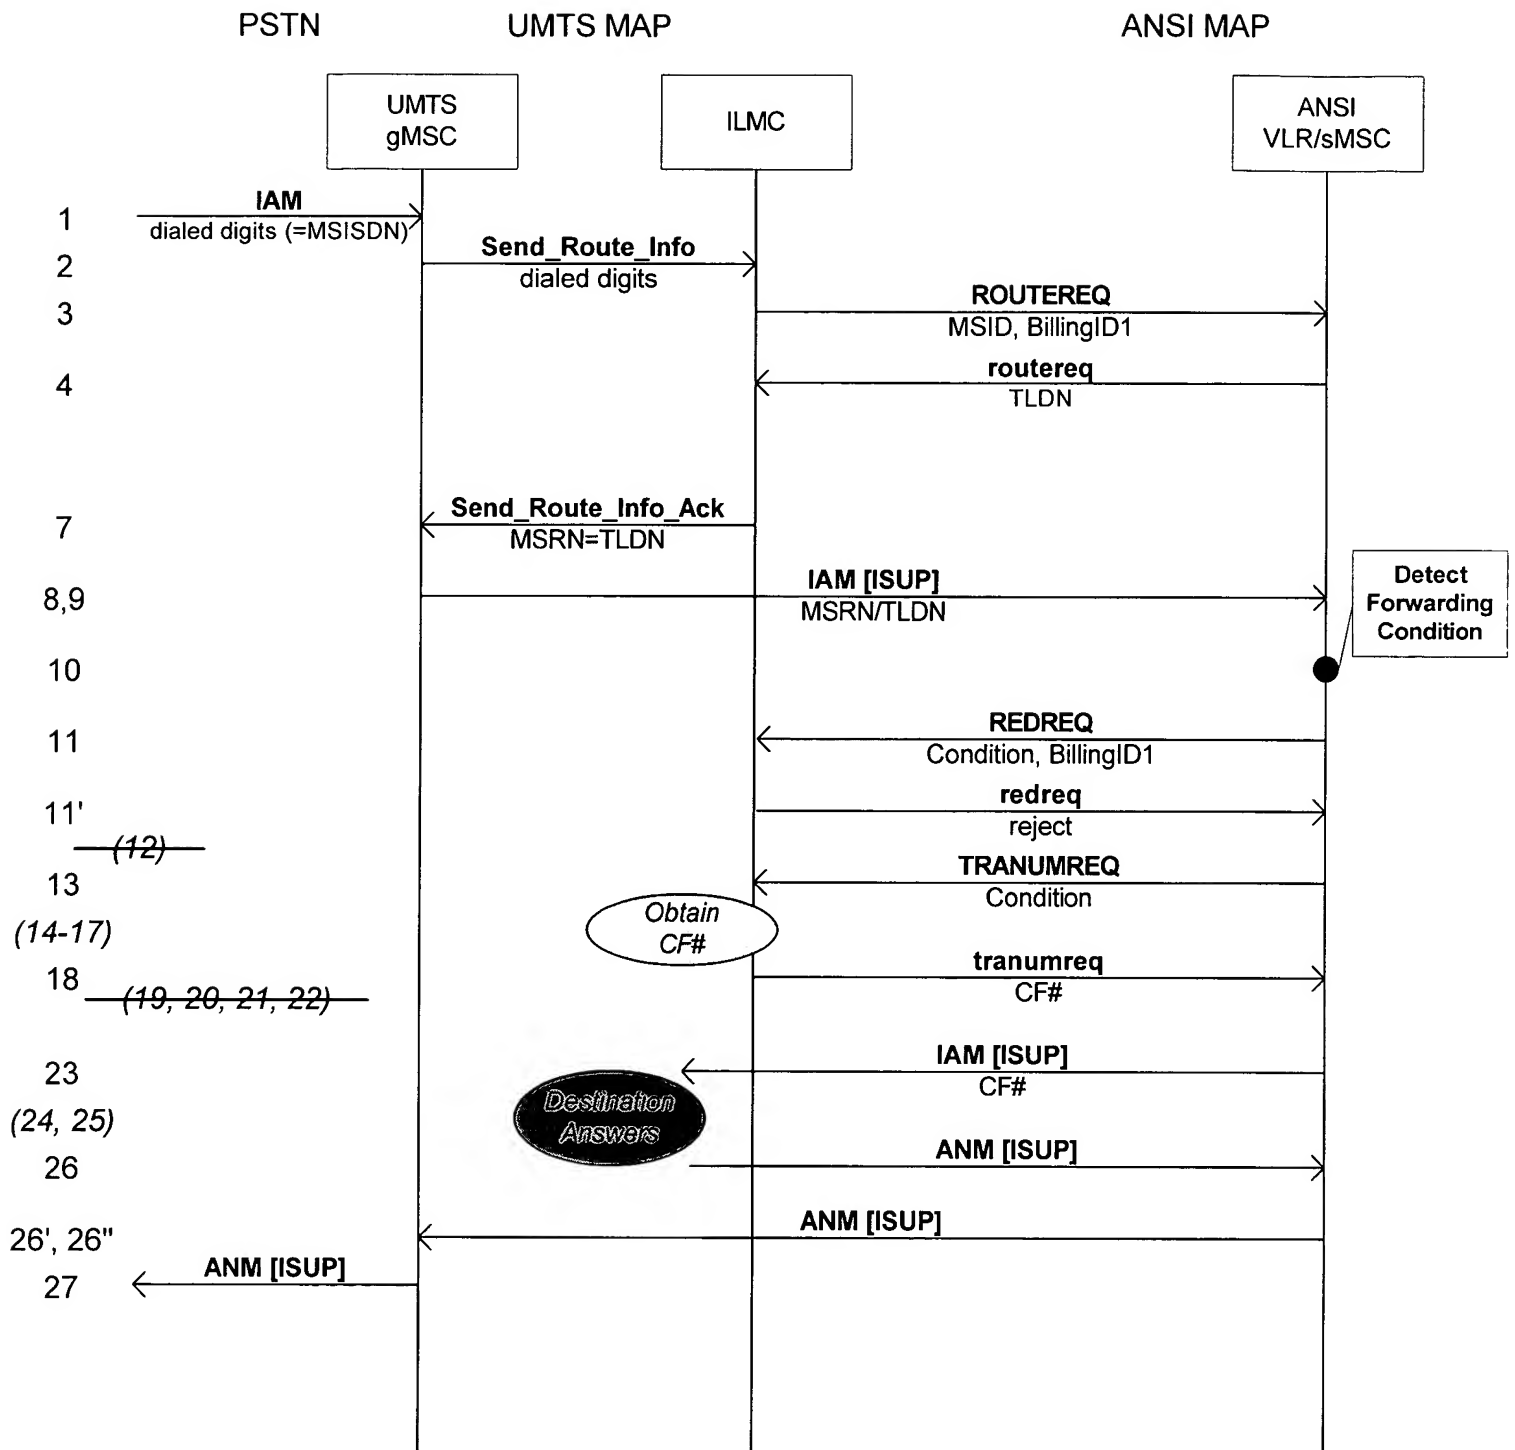 PSTN UMTS MAP ANSI MAP
UMTS
gMSC
ILMC
ANSI
VLR/sMSC
1
IAM
dialed digits (=MSISDN)
2
Send_Route_Info
dialed digits
3
ROUTEREQ
MSID, BillingID1
4
routereq
TLDN
7
Send_Route_Info_Ack
MSRN=TLDN
8,9
IAM [ISUP]
MSRN/TLDN
Detect
Forwarding
Condition
10
11
REDREQ
Condition, BillingID1
11'
redreq
reject
(12)
13
TRANUMREQ
Condition
(14-17)
Obtain
CF#
18
tranumreq
CF#
(19, 20, 21, 22)
23
IAM [ISUP]
CF#
(24, 25)
Destination
Answers
26
ANM [ISUP]
26', 26"
ANM [ISUP]
27
ANM [ISUP]